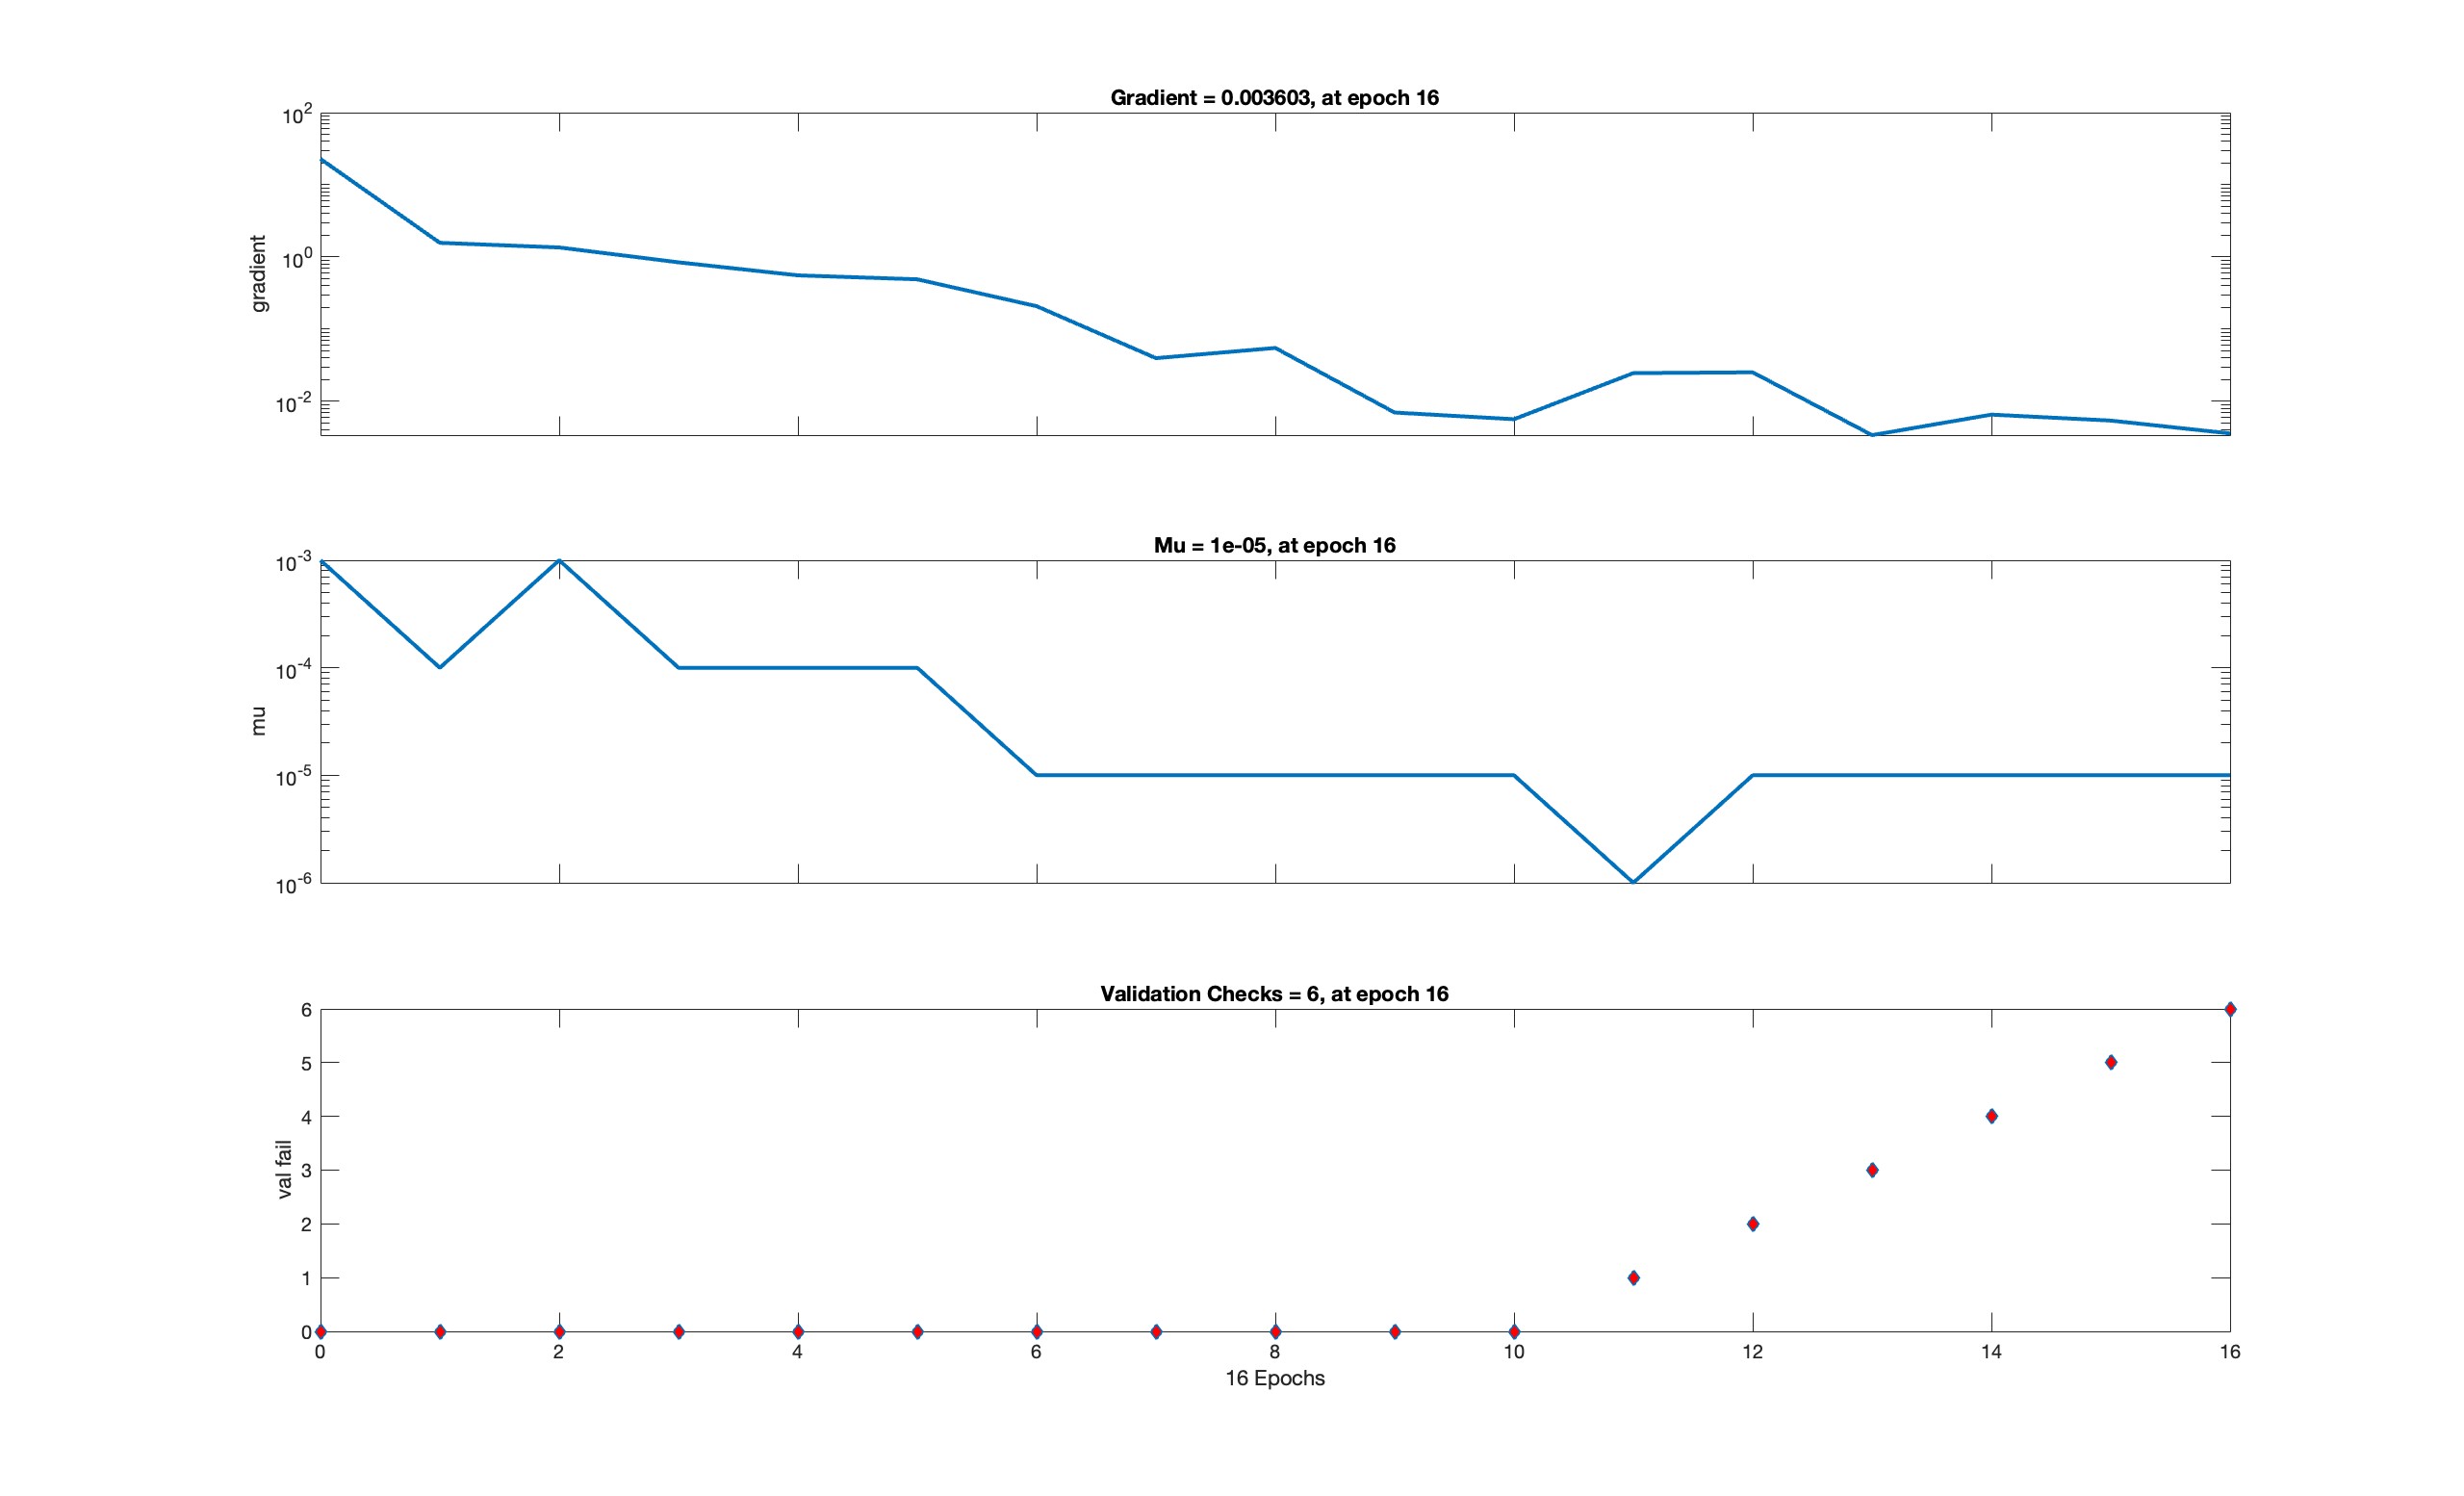 Gradient = 0.003603, at epoch 16
10^2
10^0
10^-2
gradient
Mu = 1e-05, at epoch 16
10^-3
10^-4
10^-5
10^-6
mu
Validation Checks = 6, at epoch 16
6
5
4
3
2
1
0
val fail
0 2 4 6 8 10 12 14 16
16 Epochs